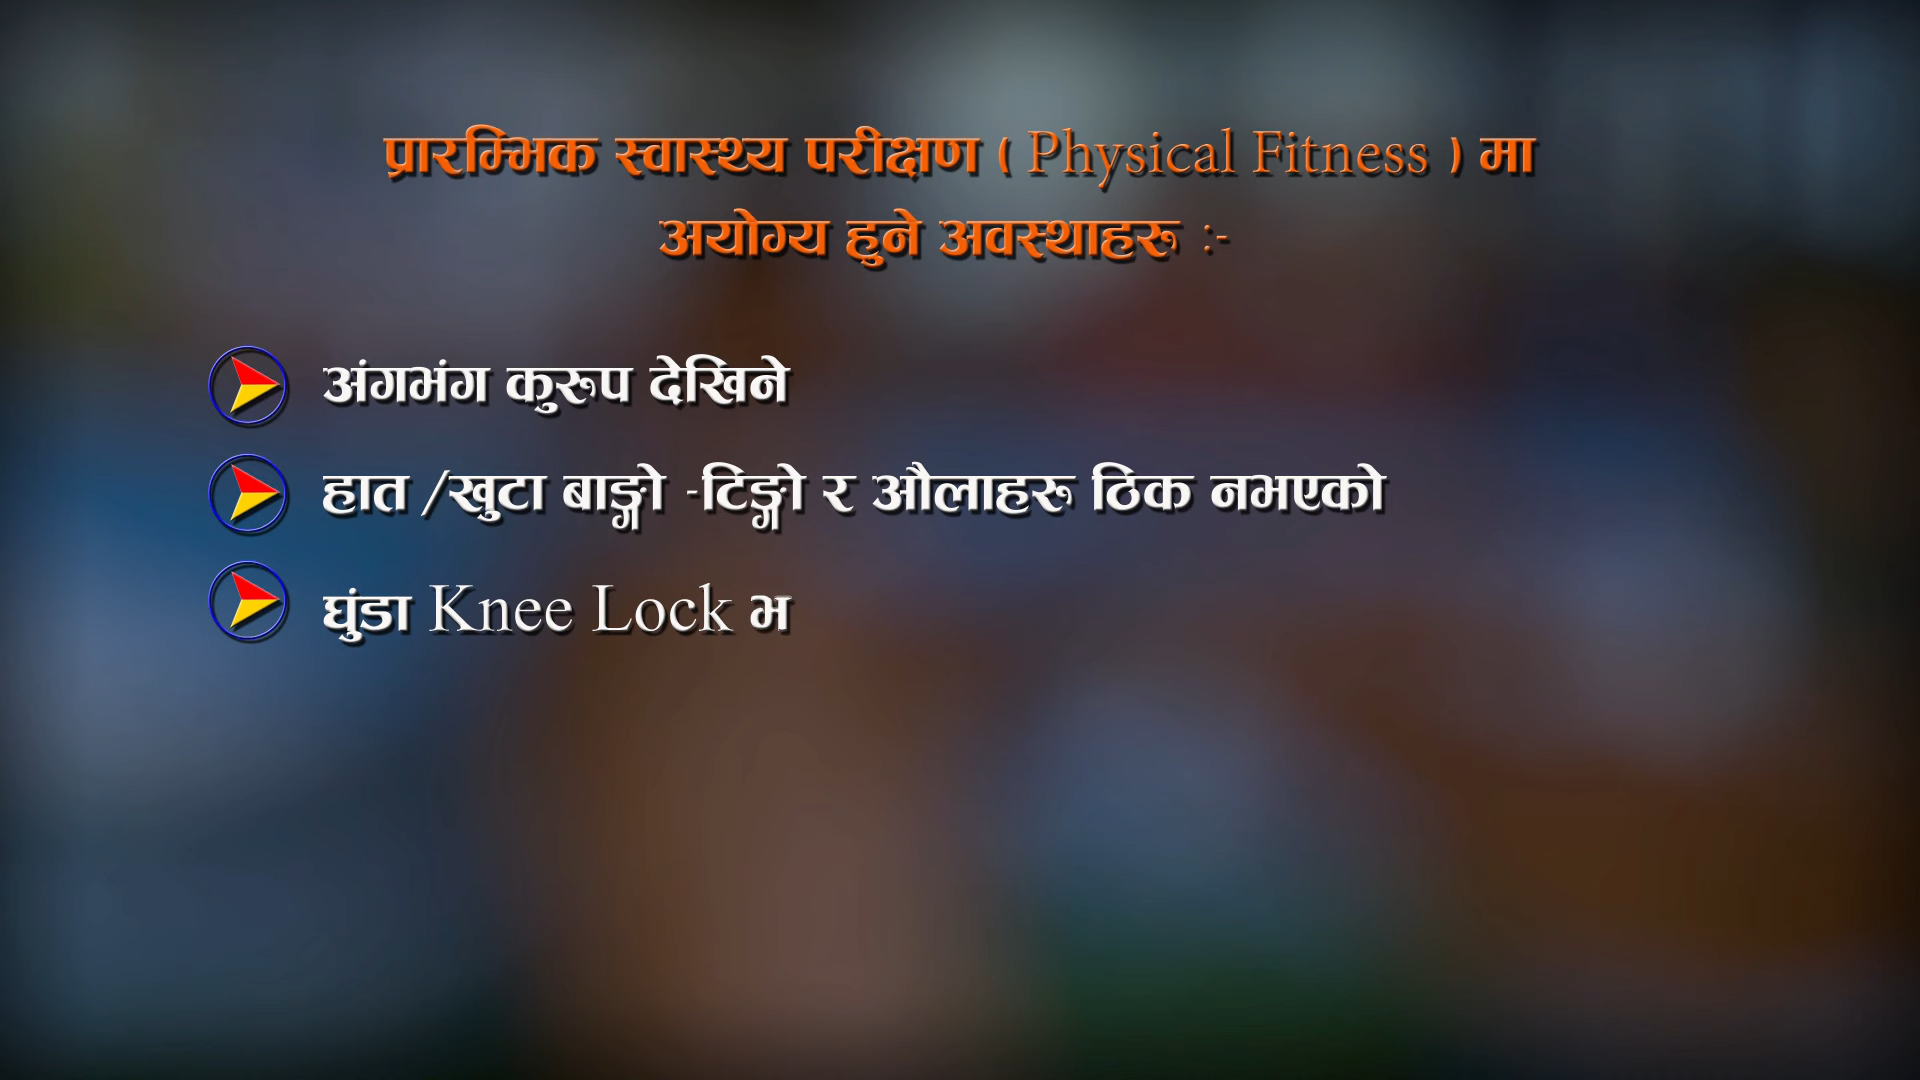 प्रारम्भिक स्वास्थ्य परीक्षण ( Physical Fitness ) मा
अयोग्य हुने अवस्थाहरू :-
अंगभंग कुरुप देखिने
हात /खुटा बाङ्गो -टिङ्गो र औलाहरु ठिक नभएको
घुंडा Knee Lock भ